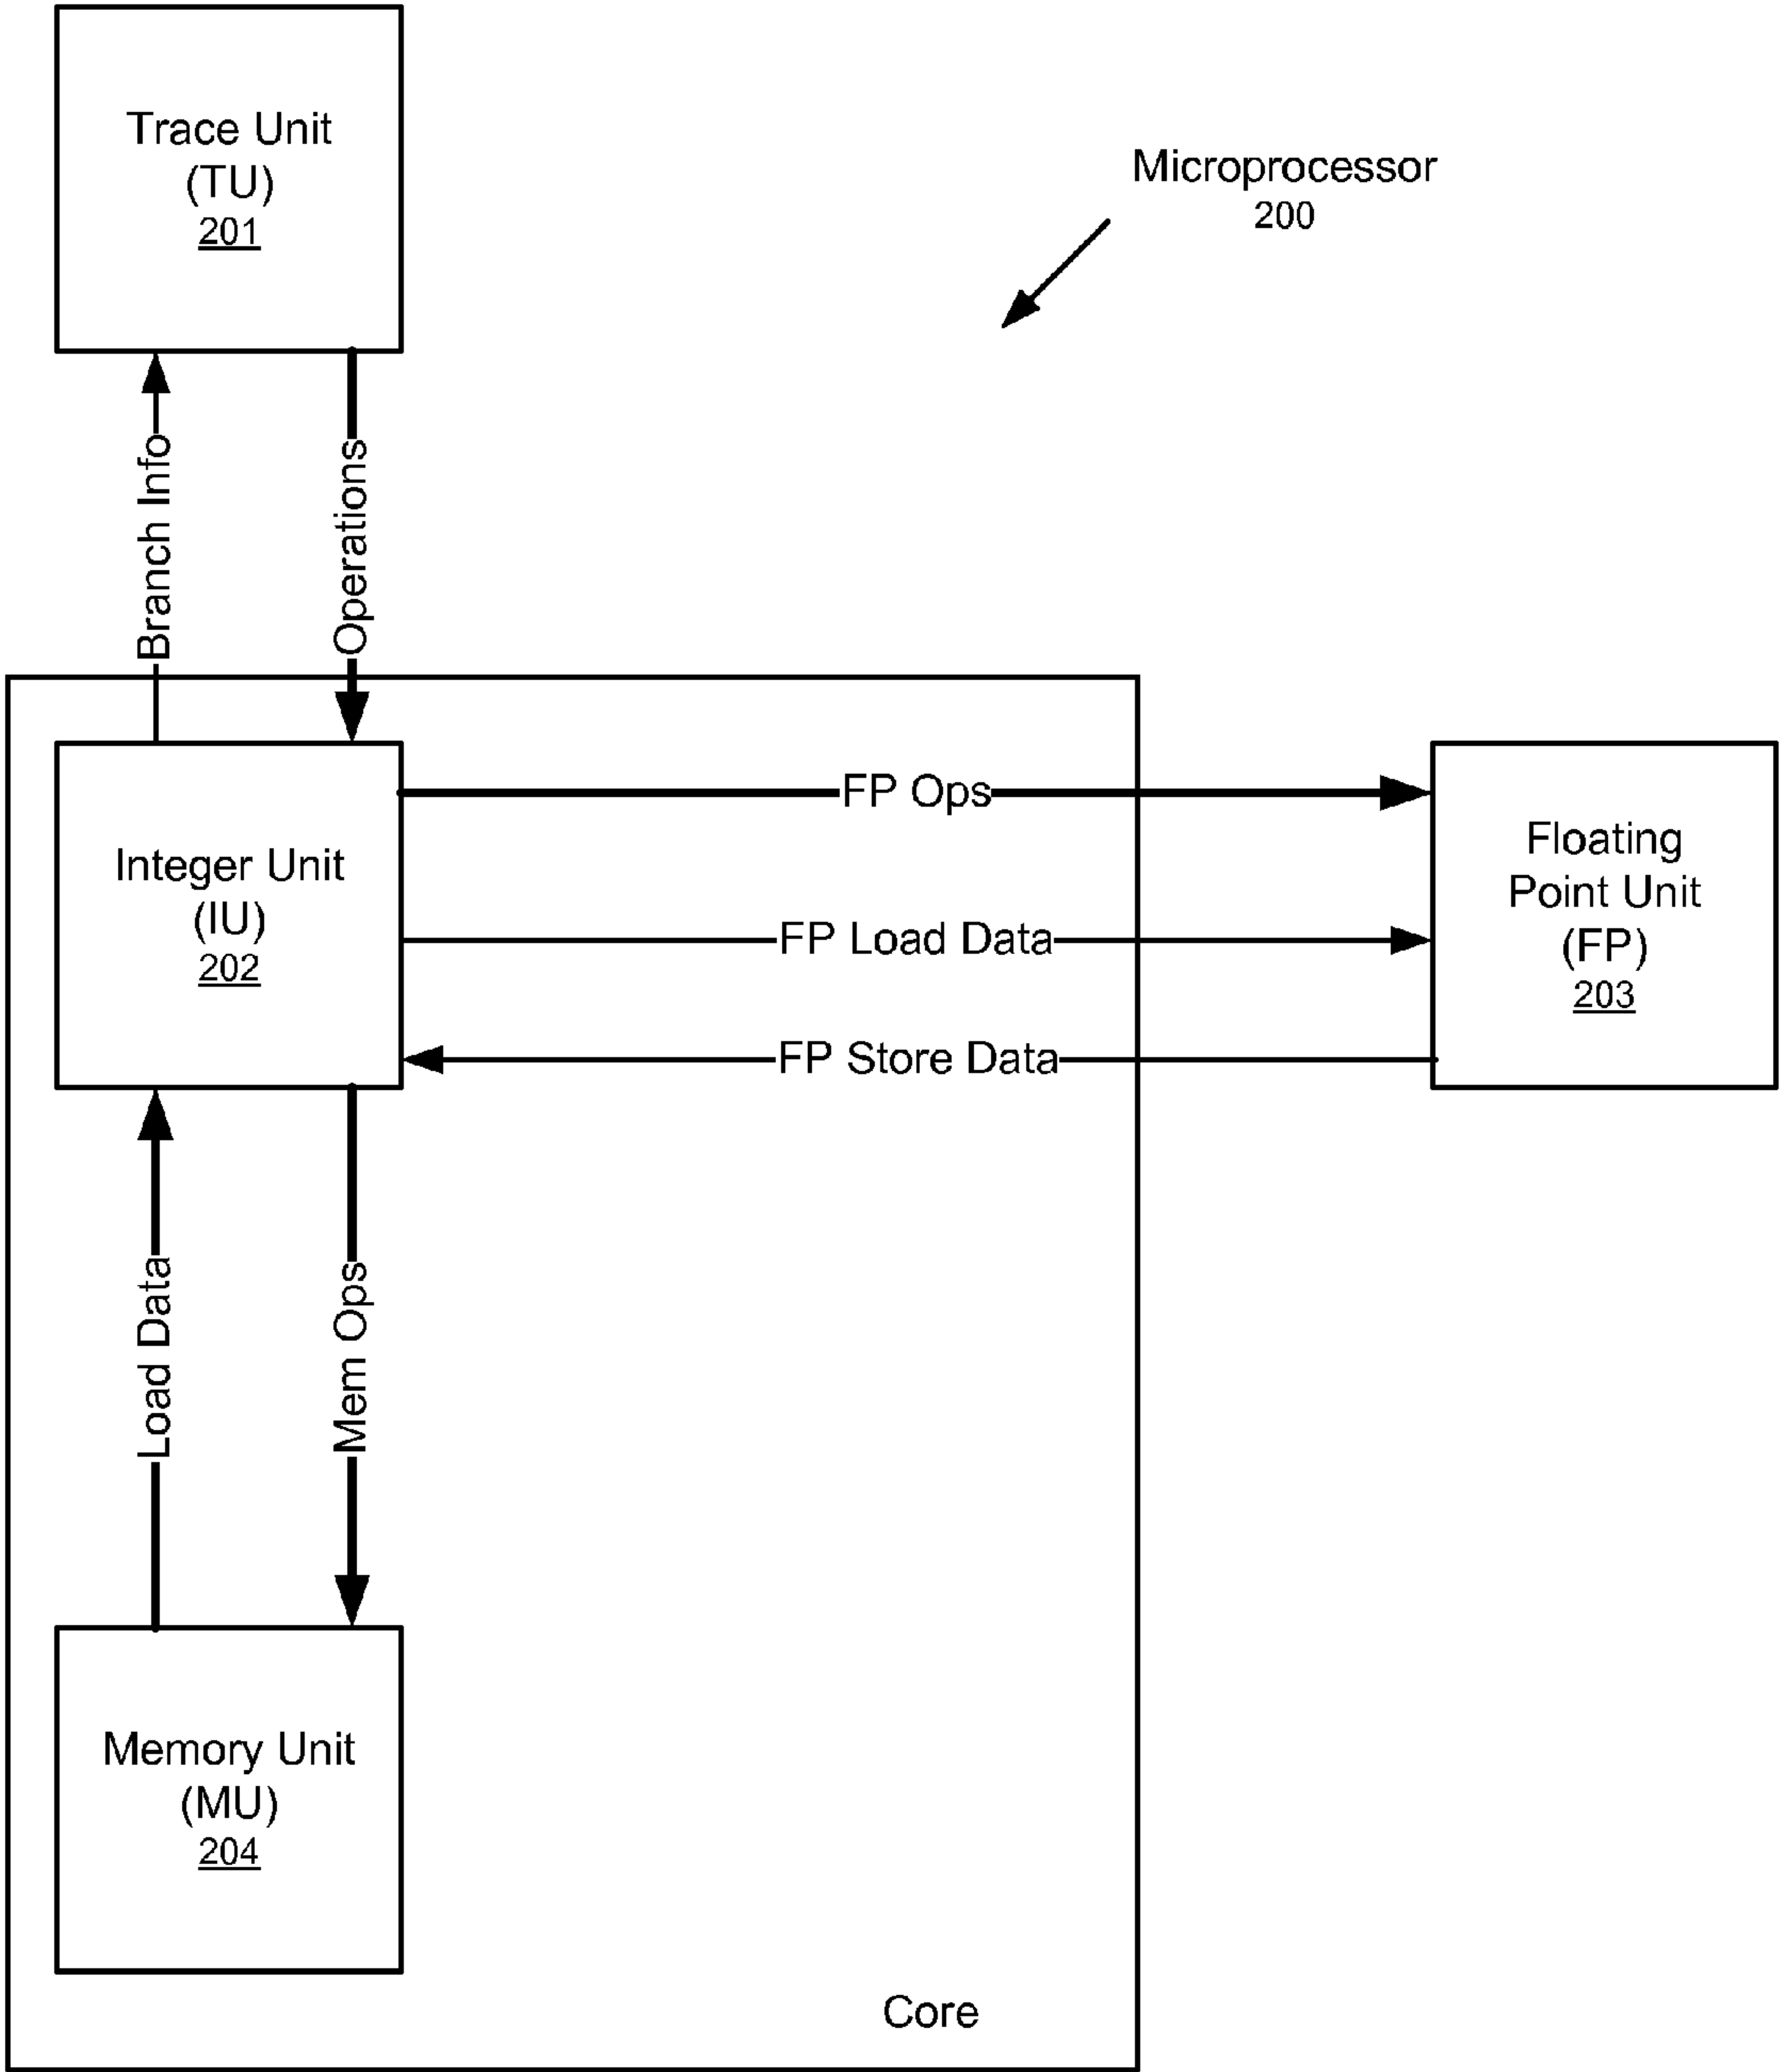 Trace Unit
(TU)
201
Microprocessor
200
Branch Info
Operations
Integer Unit
(IU)
202
FP Ops
FP Load Data
FP Store Data
Floating
Point Unit
(FP)
203
Load Data
Mem Ops
Memory Unit
(MU)
204
Core